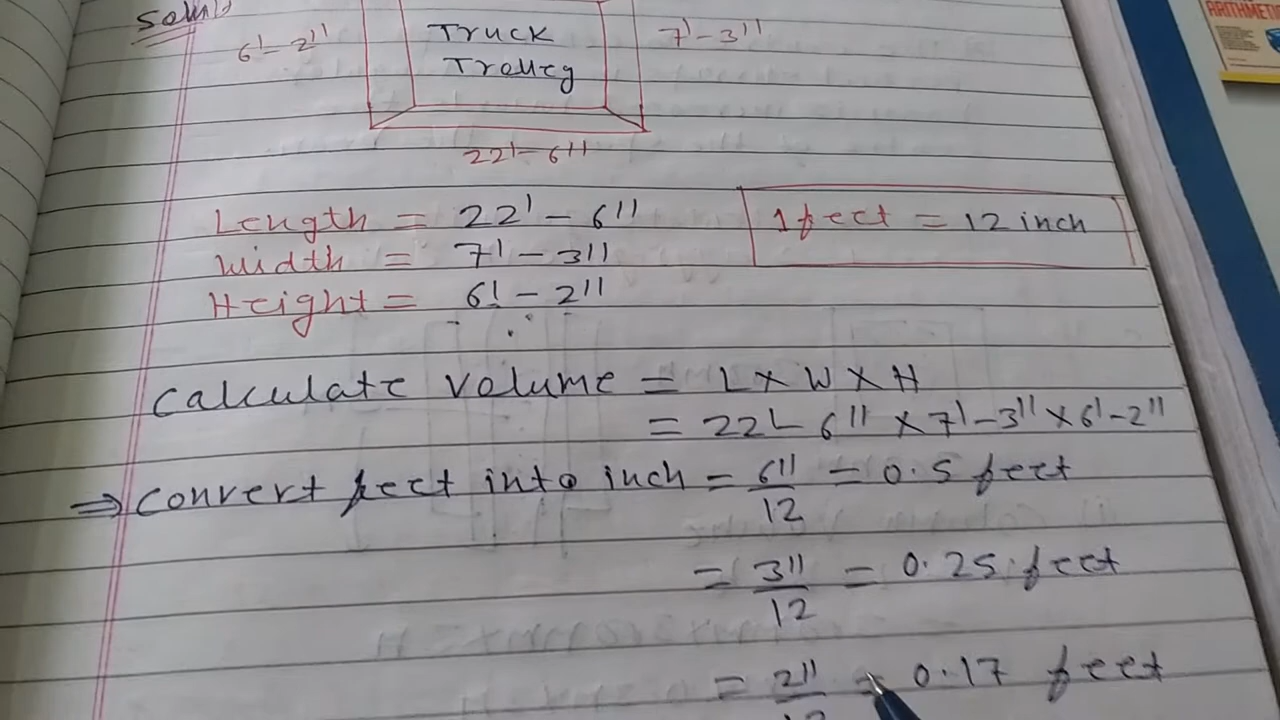 Soln
Truck
Trolley
6'-2"
7'-3"
22'-6"
Length = 22'-6"
Width = 7'-3"
Height = 6'-2"
1 feet = 12 inch
Calculate Volume = L×W×H
= 22'-6" × 7'-3" × 6'-2"
⇒ Convert feet into inch = 6"/12 = 0.5 feet
= 3"/12 = 0.25 feet
= 2"/12 = 0.17 feet
ARITHMETIC